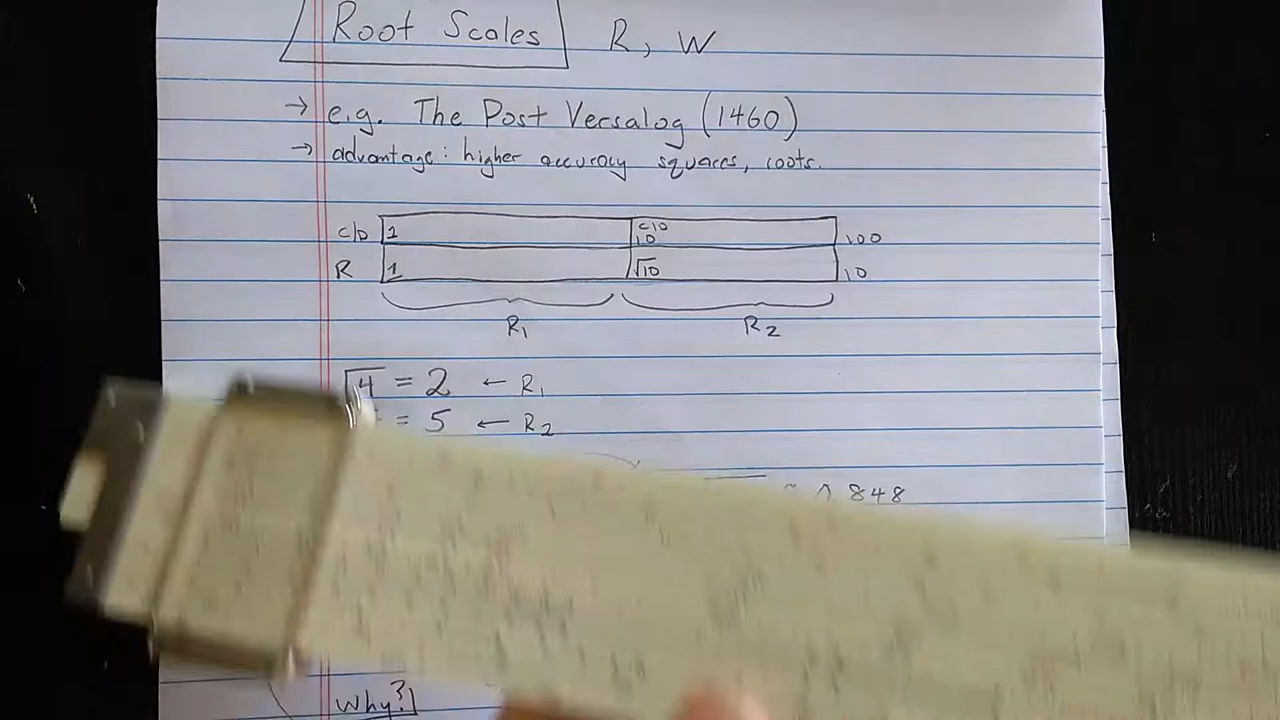 Root Scales R, W
→ e.g. The Post Versalog (1460)
→ advantage: higher accuracy squares, roots.
C/D 1 C/D 10 100
R 1 √10 10
R₁ R₂
√4 = 2 ← R₁
= 5 ← R₂
848
Why?